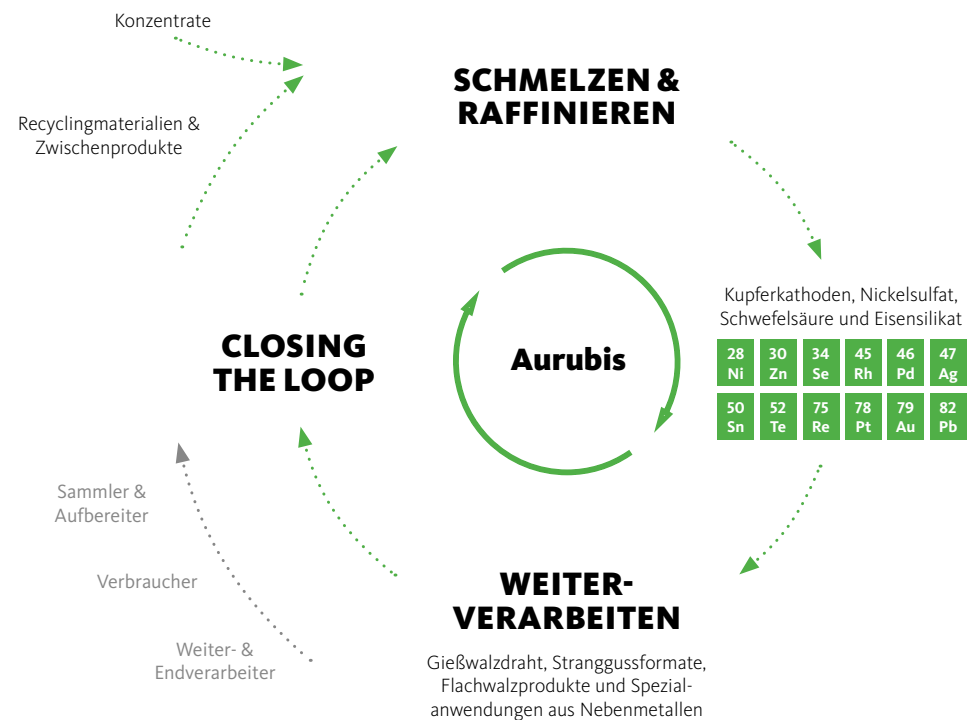 Konzentrate
Recyclingmaterialien &
Zwischenprodukte
SCHMELZEN &
RAFFINIEREN
Kupferkathoden, Nickelsulfat,
Schwefelsäure und Eisensilikat
28 30 34 45 46 47
Ni Zn Se Rh Pd Ag
50 52 75 78 79 82
Sn Te Re Pt Au Pb
CLOSING
THE LOOP
Aurubis
Sammler &
Aufbereiter
Verbraucher
Weiter- &
Endverarbeiter
WEITER-
VERARBEITEN
Gießwalzdraht, Stranggussformate,
Flachwalzprodukte und Spezial-
anwendungen aus Nebenmetallen